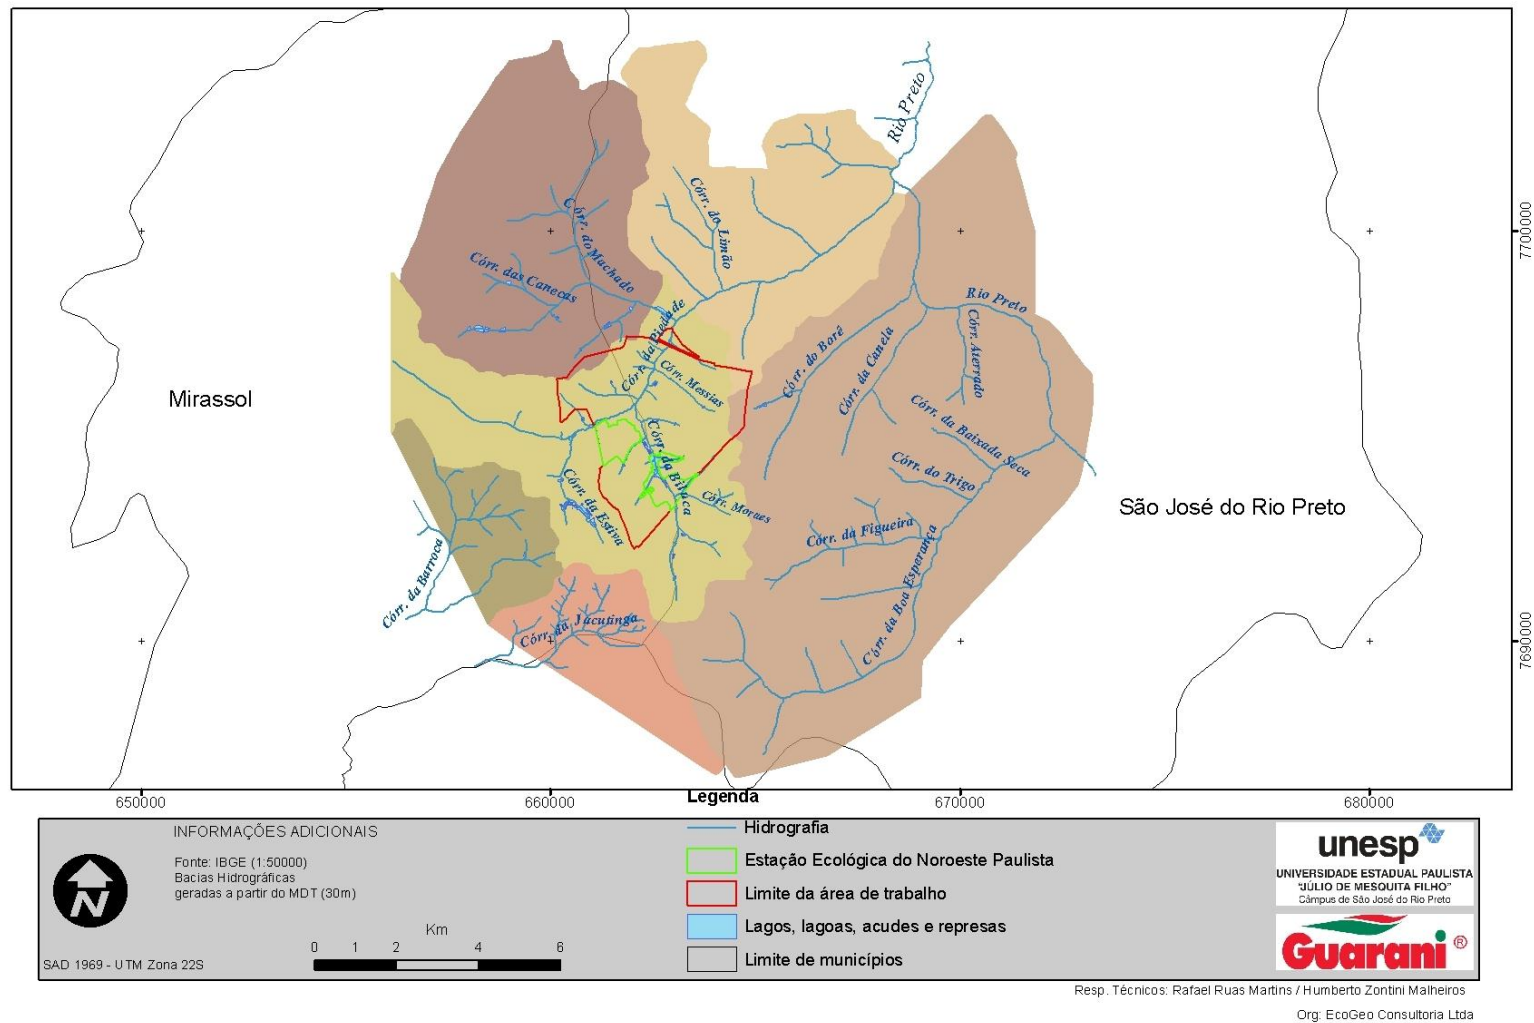 Rio Preto
Córr. do Limão
Córr. do Machado
Córr. das Canecas
Córr. da Piedade
Rio Preto
Córr. do Borê
Córr. da Canela
Córr. Aterrado
Córr. Messias
Mirassol
Córr. da Baixada Seca
Córr. do Trigo
Córr. da Biluca
Córr. da Estiva
Córr. Moraes
São José do Rio Preto
Córr. da Figueira
Córr. da Barroca
Córr. da Boa Esperança
Córr. da Jacutinga
7700000
7690000
650000
660000
670000
680000
Legenda
INFORMAÇÕES ADICIONAIS
Fonte: IBGE (1:50000)
Bacias Hidrográficas
geradas a partir do MDT (30m)
N
Km
0 1 2 4 6
SAD 1969 - UTM Zona 22S
Hidrografia
Estação Ecológica do Noroeste Paulista
Limite da área de trabalho
Lagos, lagoas, acudes e represas
Limite de municípios
unesp
UNIVERSIDADE ESTADUAL PAULISTA
"JÚLIO DE MESQUITA FILHO"
Câmpus de São José do Rio Preto
Guarani ®
Resp. Técnicos: Rafael Ruas Martins / Humberto Zontini Malheiros
Org: EcoGeo Consultoria Ltda